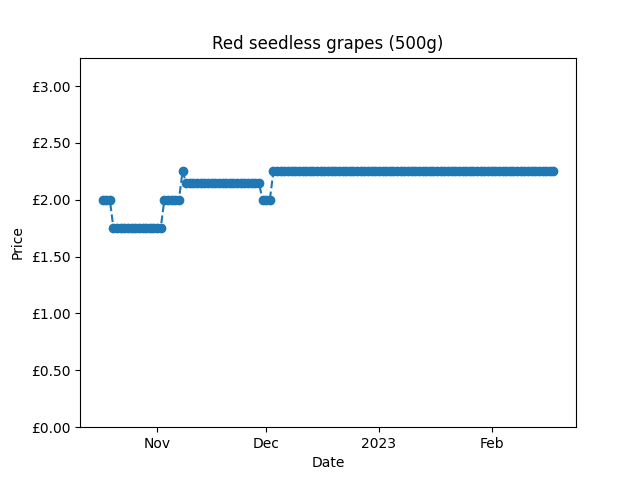 Red seedless grapes (500g)
£3.00
£2.50
£2.00
£1.50
£1.00
£0.50
£0.00
Price
Nov
Dec
2023
Feb
Date